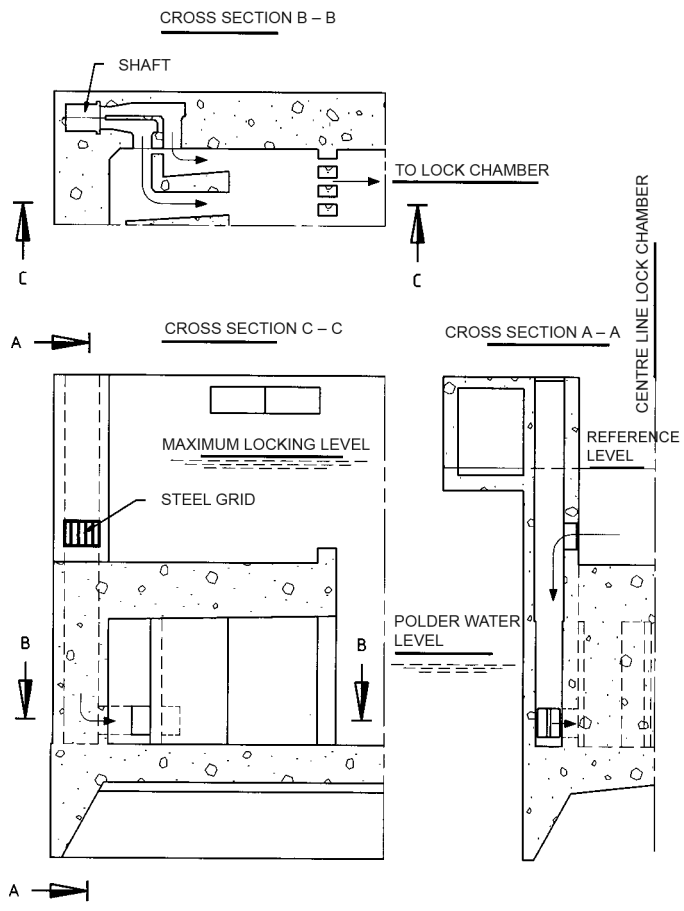 CROSS SECTION B – B
SHAFT
TO LOCK CHAMBER
C
C
CENTRE LINE LOCK CHAMBER
A
CROSS SECTION C – C
CROSS SECTION A – A
MAXIMUM LOCKING LEVEL
REFERENCE
LEVEL
STEEL GRID
POLDER WATER
LEVEL
B
B
A